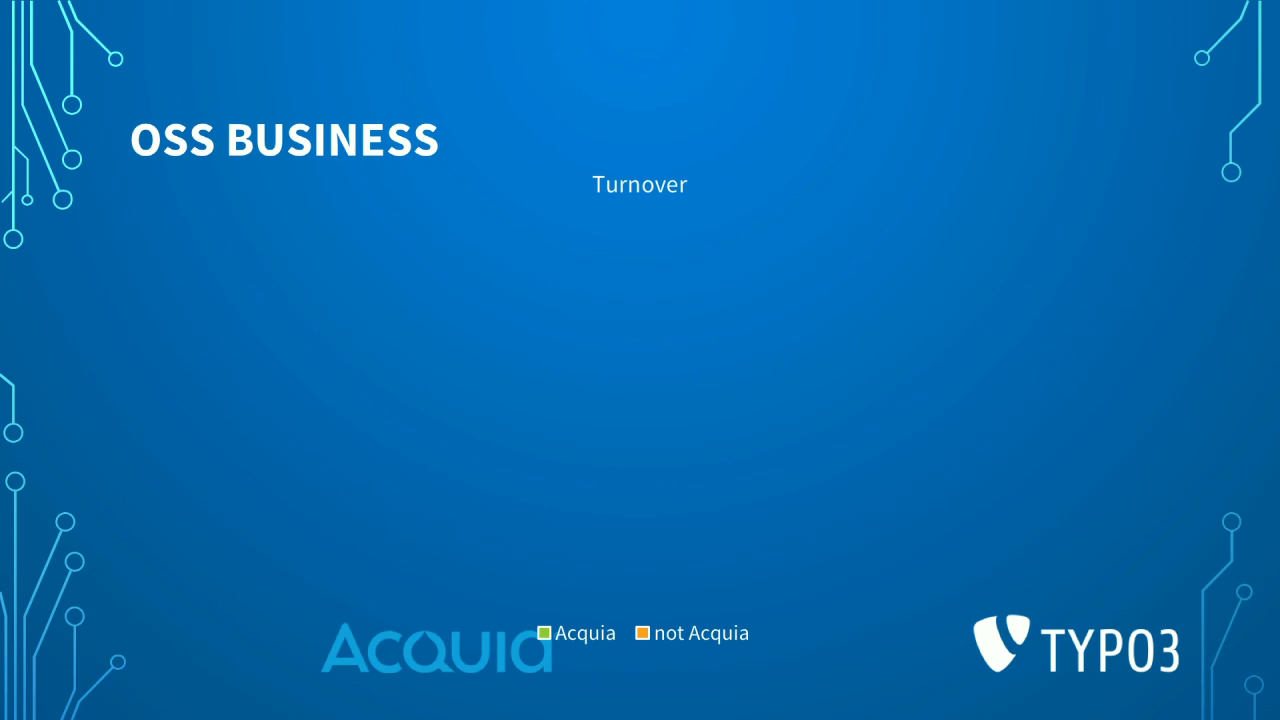 OSS BUSINESS
Turnover
Acquia
Acquia
not Acquia
TYPO3